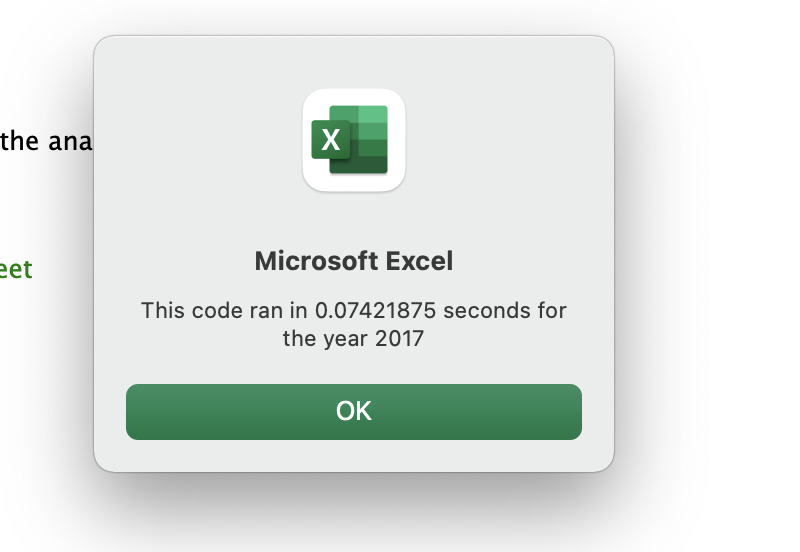 the ana
X
eet
Microsoft Excel
This code ran in 0.07421875 seconds for
the year 2017
OK